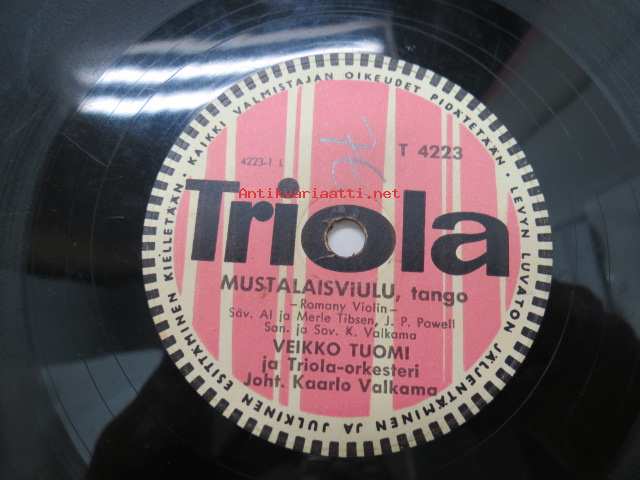 KAIKKI VALMISTAJAN OIKEUDET PIDÄTETÄÄN · LEVYN LUVATON JÄLJENTÄMINEN JA JULKINEN ESITTÄMINEN KIELLETÄÄN
T 4223
4223-1 L
Antikvariaatti.net
Triola
MUSTALAISVIULU, tango
-Romany Violin-
Säv. Al ja Merle Tibsen, J. P. Powell
San. ja Sov. K. Valkama
VEIKKO TUOMI
ja Triola-orkesteri
Joht. Kaarlo Valkama